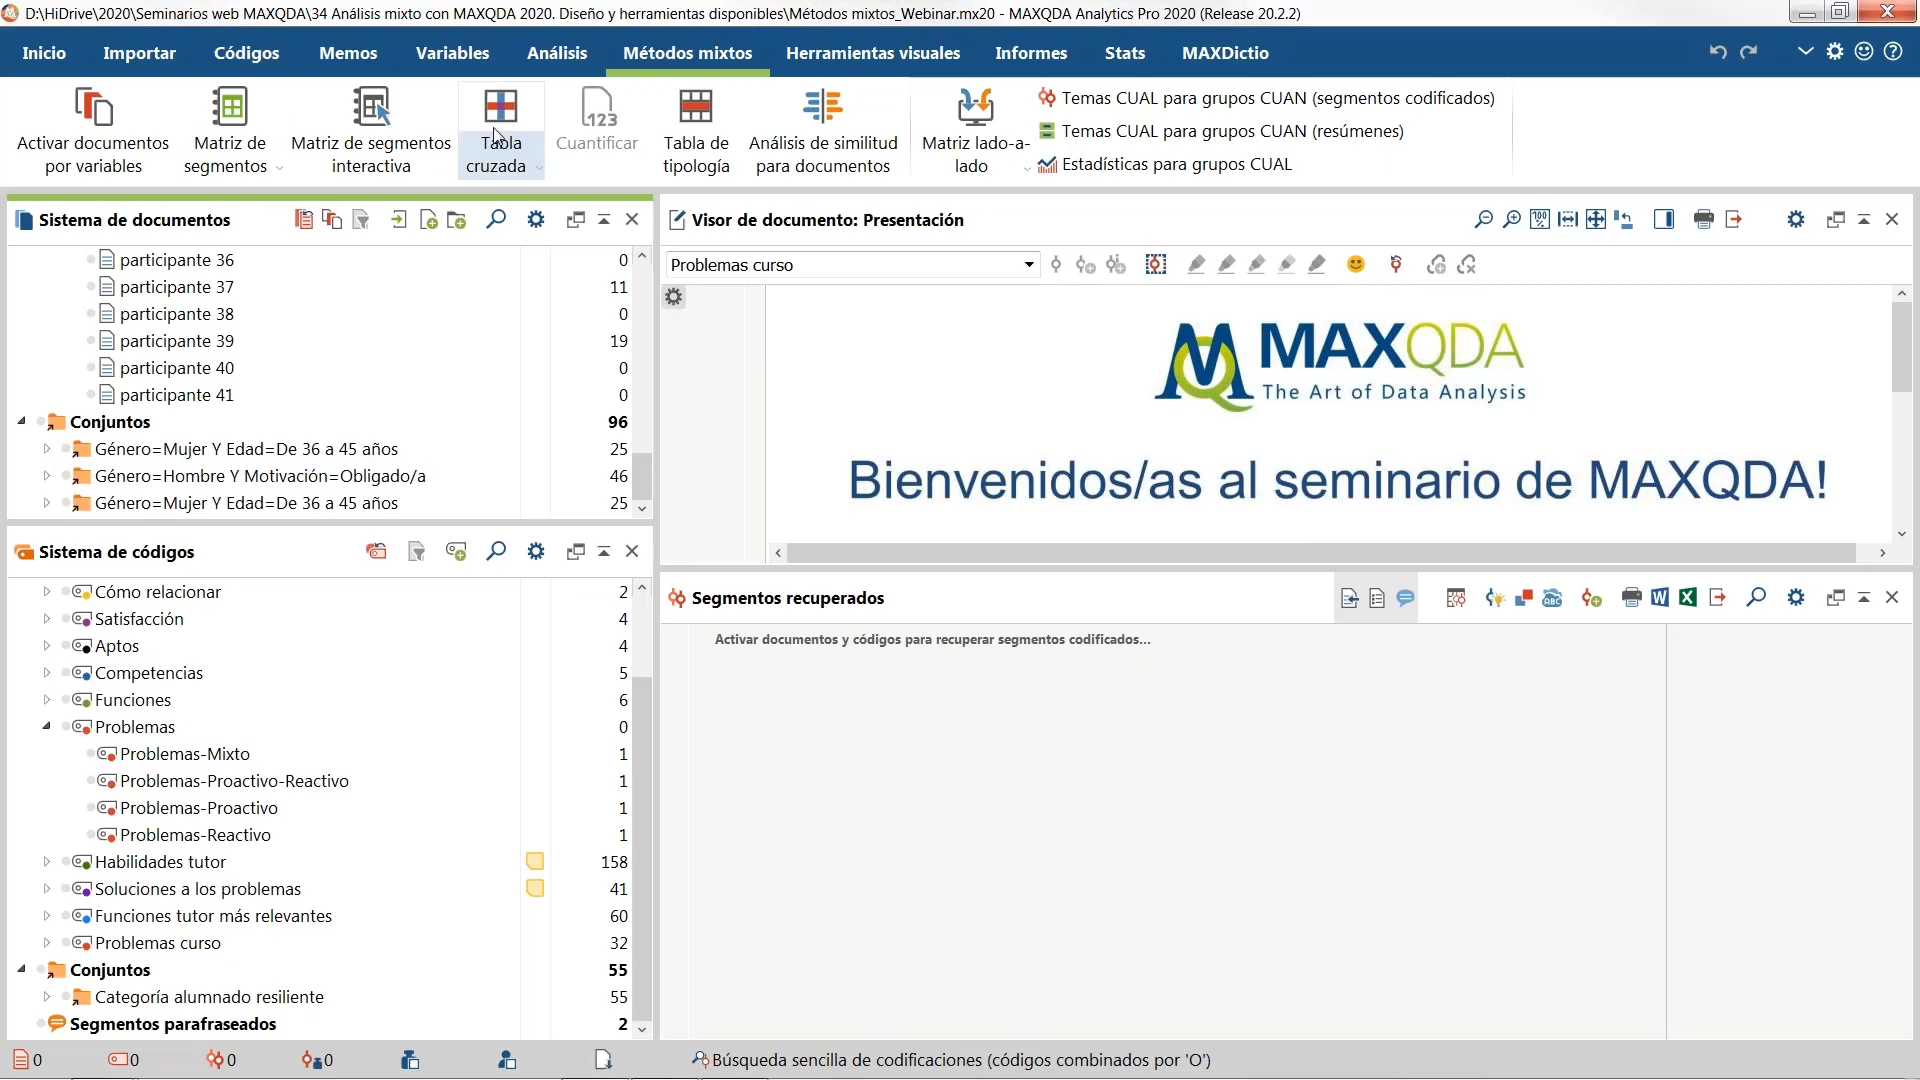 D:\HiDrive\2020\Seminarios web MAXQDA\34 Análisis mixto con MAXQDA 2020. Diseño y herramientas disponibles\Métodos mixtos_Webinar.mx20 - MAXQDA Analytics Pro 2020 (Release 20.2.2)
Inicio Importar Códigos Memos Variables Análisis Métodos mixtos Herramientas visuales Informes Stats MAXDictio
Activar documentos por variables
Matriz de segmentos
Matriz de segmentos interactiva
Tabla cruzada
123
Cuantificar
Tabla de tipología
Análisis de similitud para documentos
Matriz lado-a-lado
Temas CUAL para grupos CUAN (segmentos codificados)
Temas CUAL para grupos CUAN (resúmenes)
Estadísticas para grupos CUAL
Sistema de documentos
participante 36 0
participante 37 11
participante 38 0
participante 39 19
participante 40 0
participante 41 0
Conjuntos 96
Género=Mujer Y Edad=De 36 a 45 años 25
Género=Hombre Y Motivación=Obligado/a 46
Género=Mujer Y Edad=De 36 a 45 años 25
Sistema de códigos
Cómo relacionar 2
Satisfacción 4
Aptos 4
Competencias 5
Funciones 6
Problemas 0
Problemas-Mixto 1
Problemas-Proactivo-Reactivo 1
Problemas-Proactivo 1
Problemas-Reactivo 1
Habilidades tutor 158
Soluciones a los problemas 41
Funciones tutor más relevantes 60
Problemas curso 32
Conjuntos 55
Categoría alumnado resiliente 55
Segmentos parafraseados 2
Visor de documento: Presentación
100
Problemas curso
MAXQDA
The Art of Data Analysis
Bienvenidos/as al seminario de MAXQDA!
Segmentos recuperados
ABC
Activar documentos y códigos para recuperar segmentos codificados...
0 0 0 0
Búsqueda sencilla de codificaciones (códigos combinados por 'O')